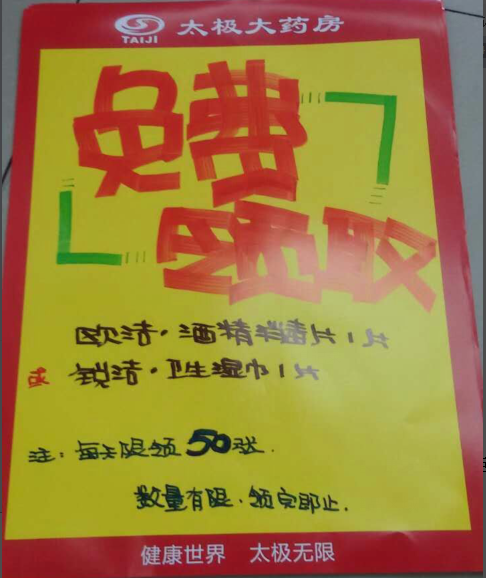 太极大药房
TAIJI
免费
领取
欧洁·酒精消毒片一片
或 锐洁·卫生湿巾一片
注:每天限领50张.
数量有限.领完即止.
健康世界 太极无限